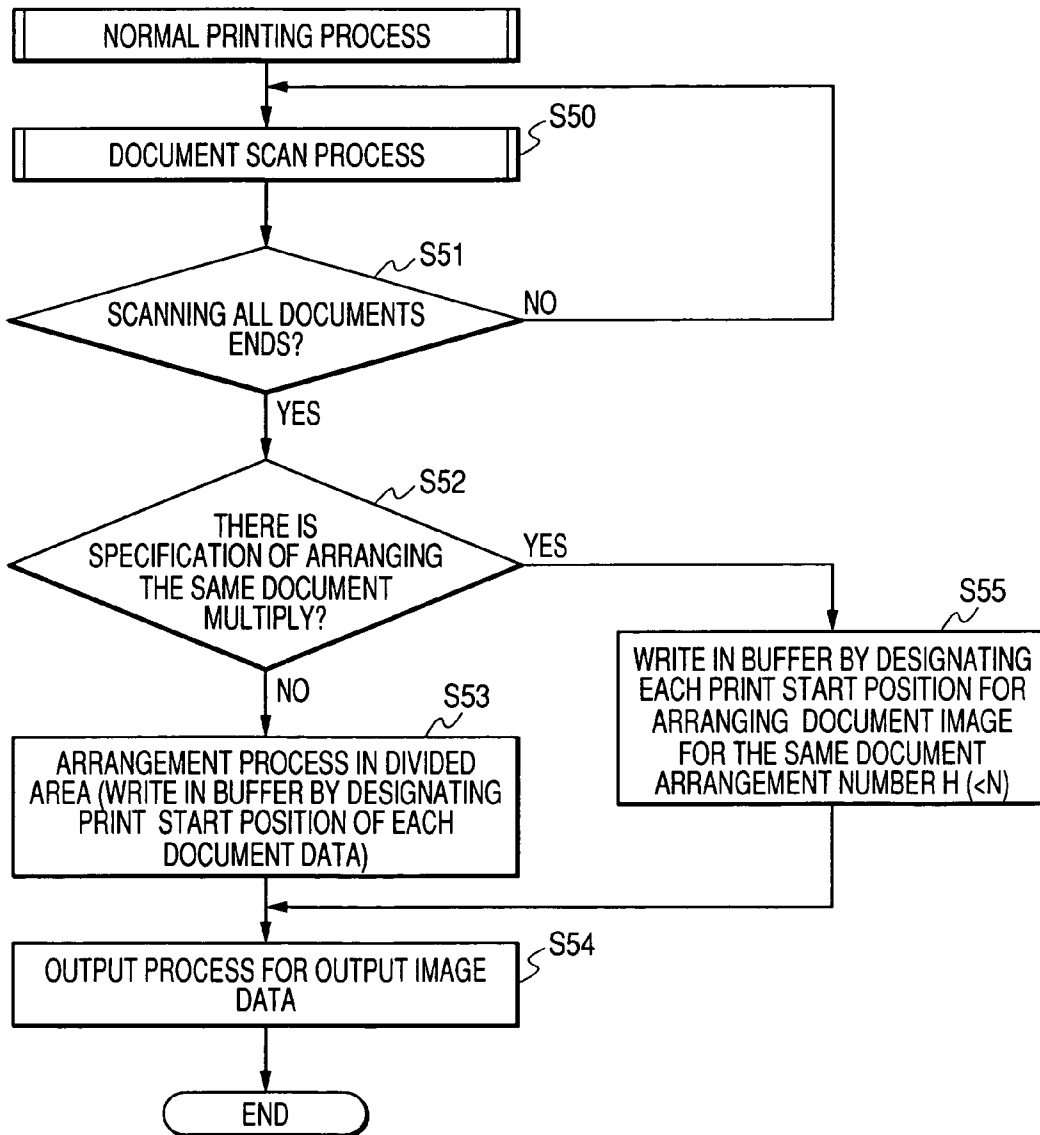 NORMAL PRINTING PROCESS
S50
DOCUMENT SCAN PROCESS
S51
SCANNING ALL DOCUMENTS
ENDS?
NO
YES
S52
THERE IS
SPECIFICATION OF ARRANGING
THE SAME DOCUMENT
MULTIPLY?
YES
NO
S55
WRITE IN BUFFER BY DESIGNATING
EACH PRINT START POSITION FOR
ARRANGING DOCUMENT IMAGE
FOR THE SAME DOCUMENT
ARRANGEMENT NUMBER H (<N)
S53
ARRANGEMENT PROCESS IN DIVIDED
AREA (WRITE IN BUFFER BY DESIGNATING
PRINT START POSITION OF EACH
DOCUMENT DATA)
S54
OUTPUT PROCESS FOR OUTPUT IMAGE
DATA
END